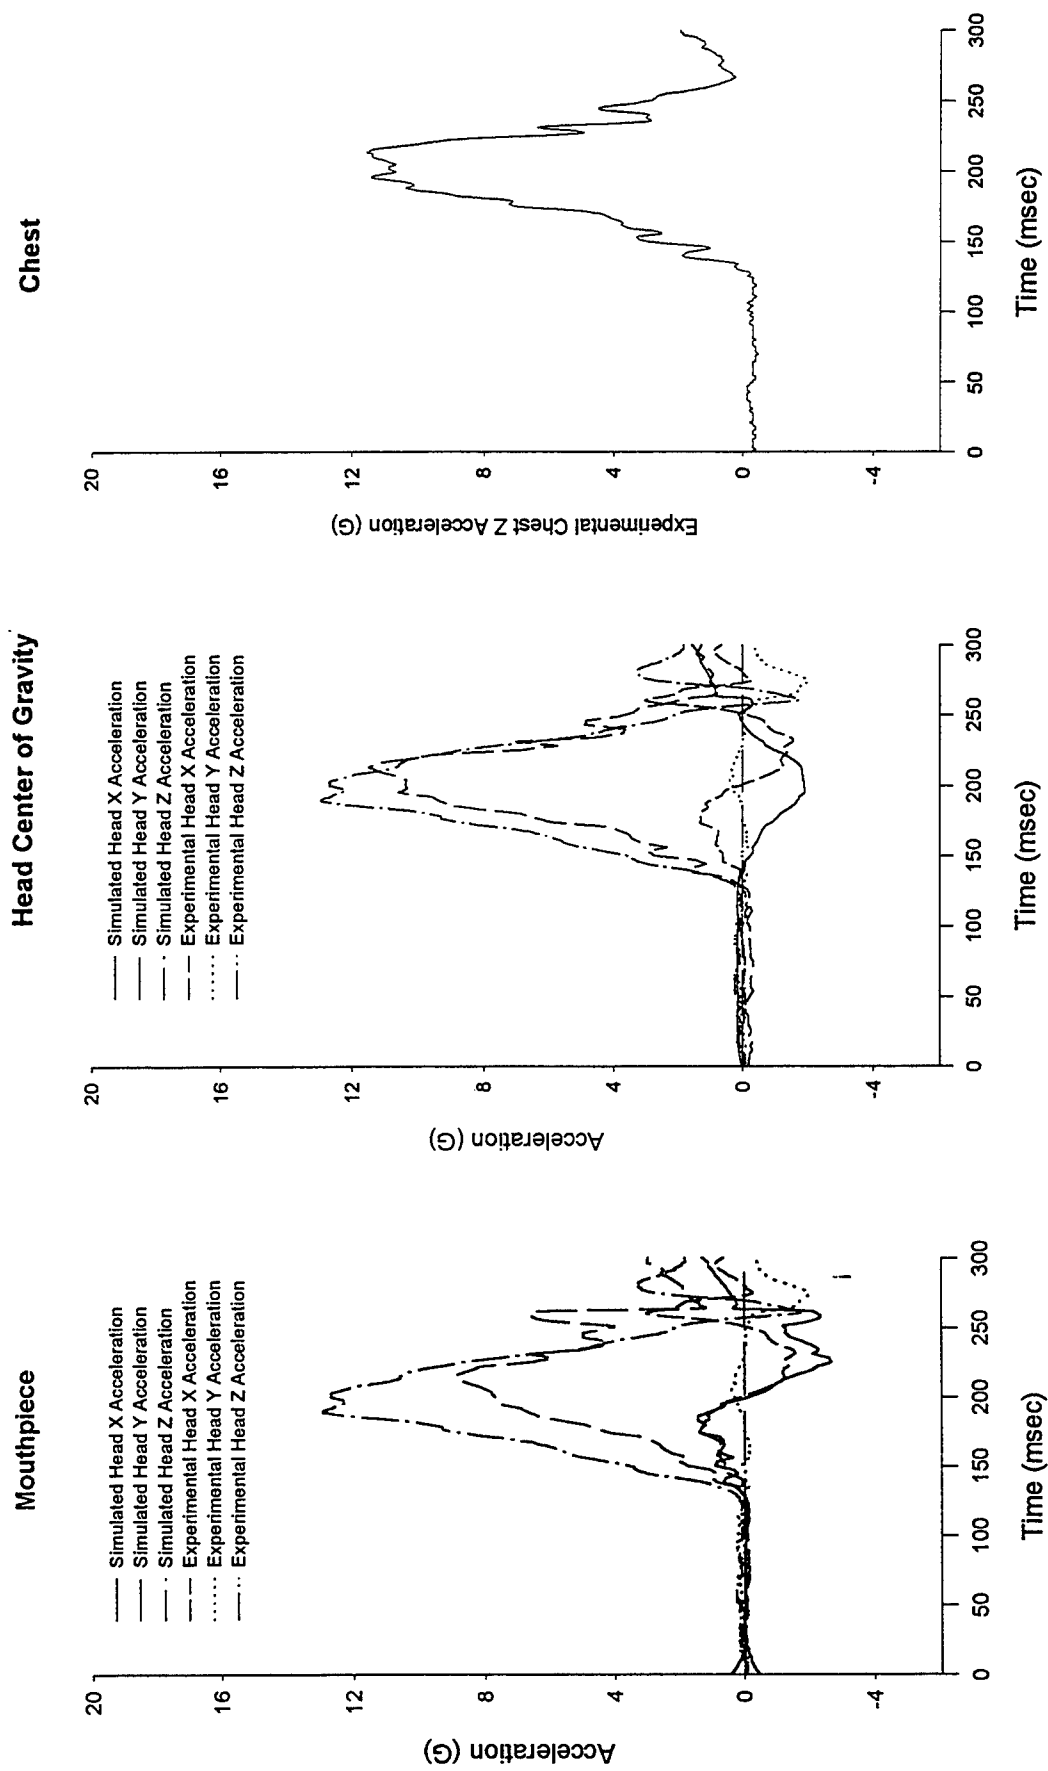 Mouthpiece
Simulated Head X Acceleration
Simulated Head Y Acceleration
Simulated Head Z Acceleration
Experimental Head X Acceleration
Experimental Head Y Acceleration
Experimental Head Z Acceleration
Acceleration (G)
20
12
8
4
0
-4
0
50
100
150
200
250
300
Time (msec)
Head Center of Gravity
Simulated Head X Acceleration
Simulated Head Y Acceleration
Simulated Head Z Acceleration
Experimental Head X Acceleration
Experimental Head Y Acceleration
Experimental Head Z Acceleration
Acceleration (G)
20
12
8
4
0
-4
0
50
100
150
200
250
300
Time (msec)
Chest
Experimental Chest Z Acceleration (G)
20
12
8
4
0
-4
0
50
100
150
200
250
300
Time (msec)